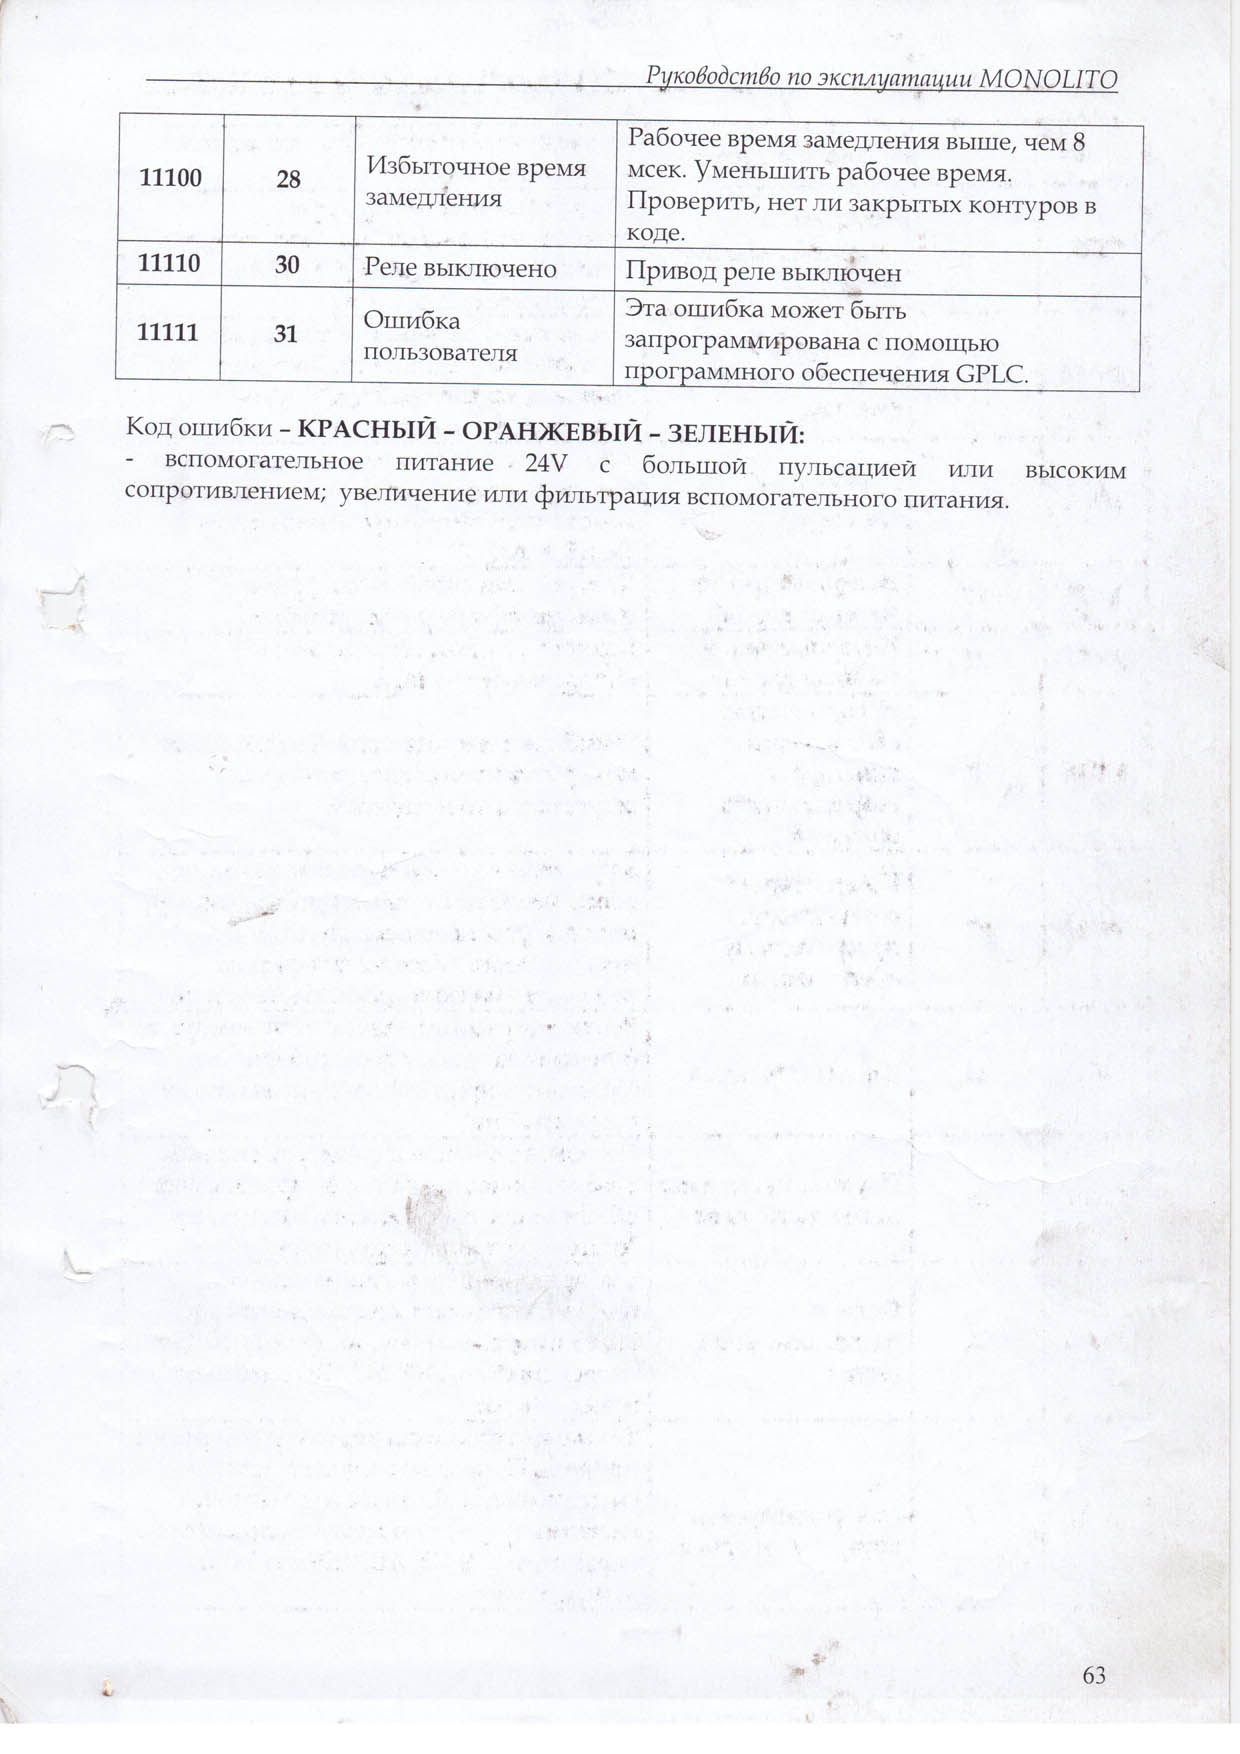 Руководство по эксплуатации MONOLITO
11100
28
Избыточное время
замедления
Рабочее время замедления выше, чем 8
мсек. Уменьшить рабочее время.
Проверить, нет ли закрытых контуров в
коде.
11110
30
Реле выключено
Привод реле выключен
11111
31
Ошибка
пользователя
Эта ошибка может быть
запрограммирована с помощью
программного обеспечения GPLC.
Код ошибки – КРАСНЫЙ – ОРАНЖЕВЫЙ – ЗЕЛЕНЫЙ:
- вспомогательное питание 24V с большой пульсацией или высоким
сопротивлением; увеличение или фильтрация вспомогательного питания.
63